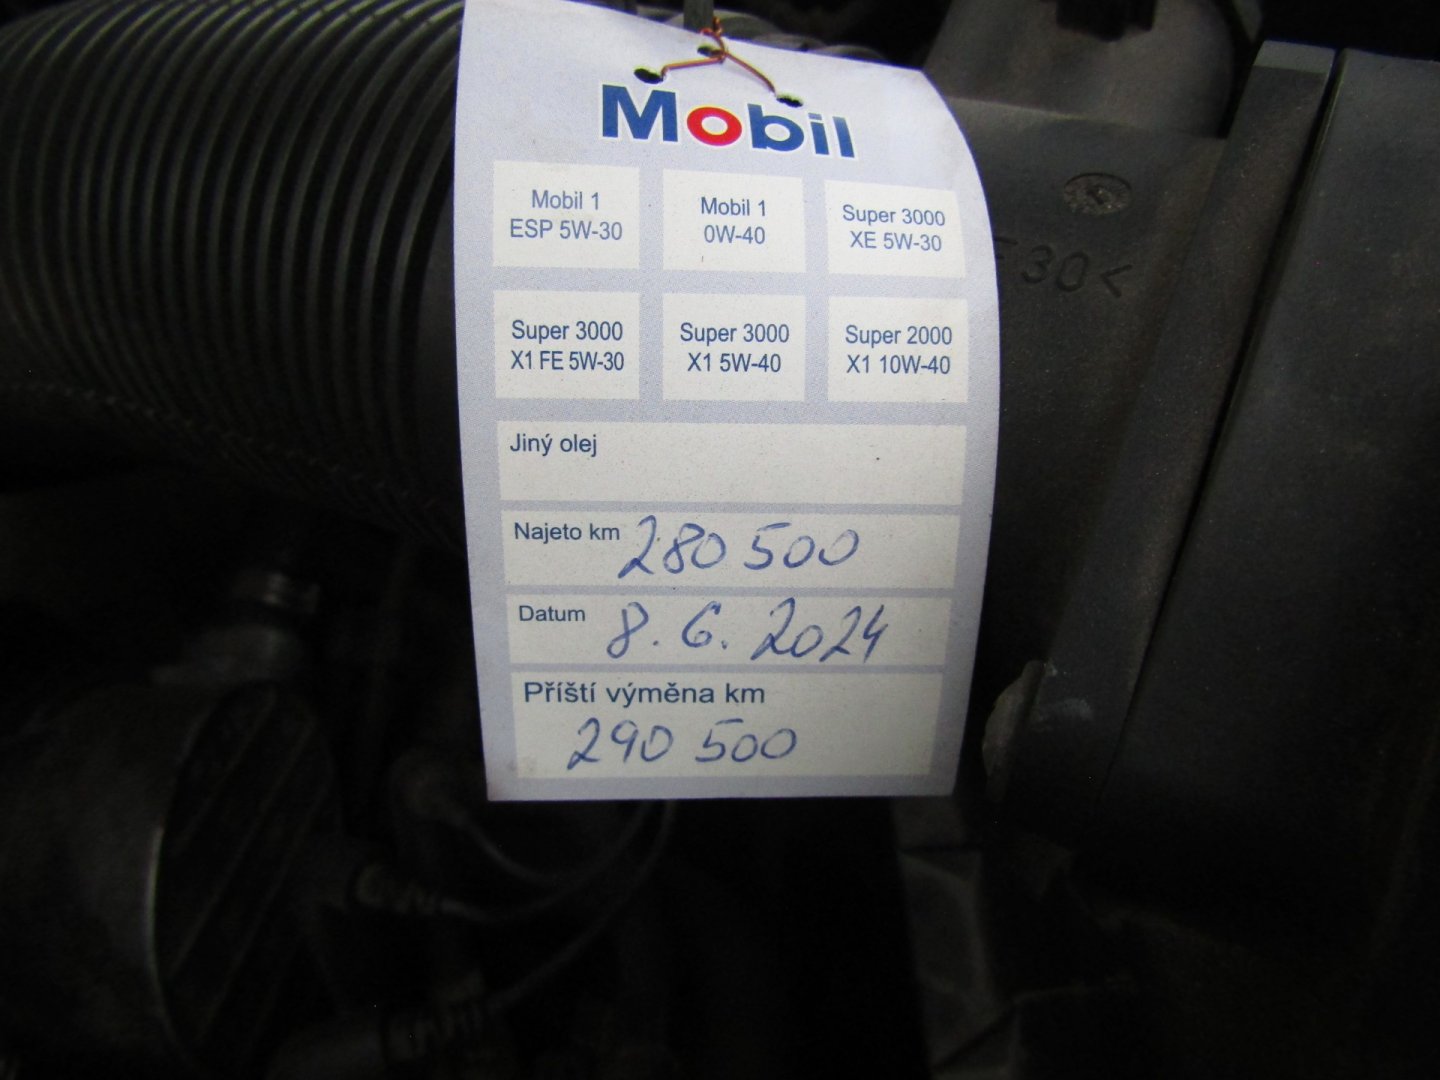 Mobil
Mobil 1
ESP 5W-30
Mobil 1
0W-40
Super 3000
XE 5W-30
Super 3000
X1 FE 5W-30
Super 3000
X1 5W-40
Super 2000
X1 10W-40
Jiný olej
Najeto km 280 500
Datum 8. 6. 2024
Příští výměna km
290 500
30<